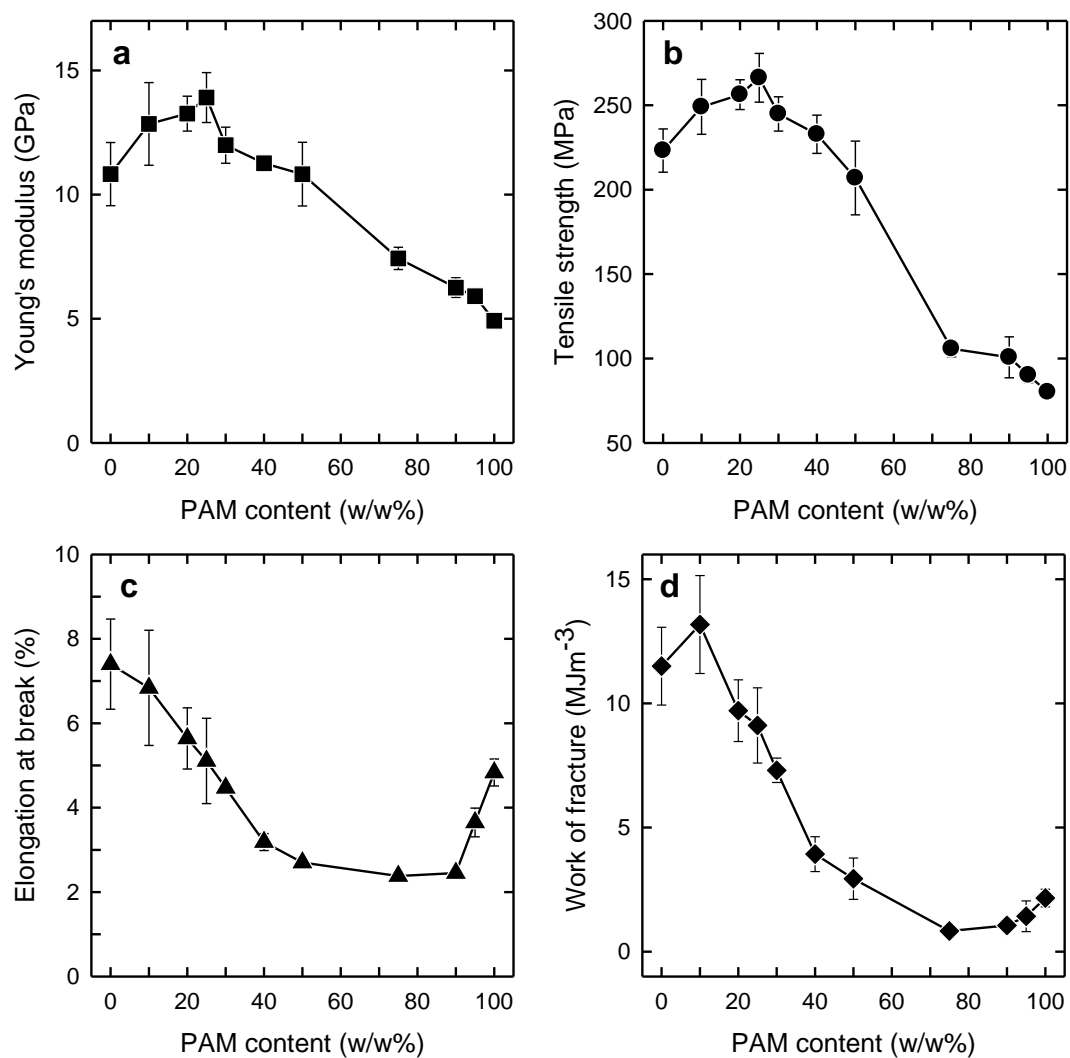 a
Young's modulus (GPa)
15
10
5
0
0 20 40 60 80 100
PAM content (w/w%)
b
Tensile strength (MPa)
300
250
200
150
100
50
0 20 40 60 80 100
PAM content (w/w%)
c
Elongation at break (%)
10
8
6
4
2
0
0 20 40 60 80 100
PAM content (w/w%)
d
Work of fracture (MJm-3)
15
10
5
0
0 20 40 60 80 100
PAM content (w/w%)